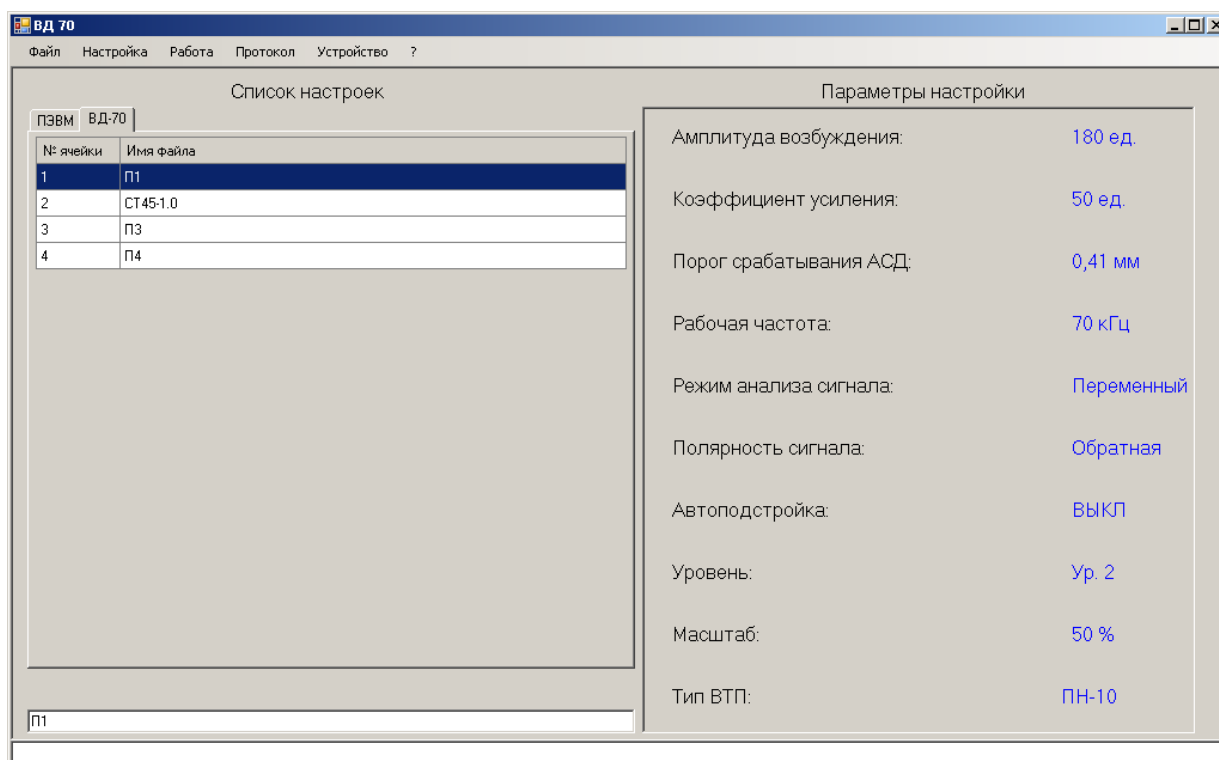 ВД 70
Файл Настройка Работа Протокол Устройство ?
Список настроек
ПЭВМ ВД-70
№ ячейки Имя файла
1 П1
2 СТ45-1.0
3 П3
4 П4
П1
Параметры настройки
Амплитуда возбуждения: 180 ед.
Коэффициент усиления: 50 ед.
Порог срабатывания АСД: 0,41 мм
Рабочая частота: 70 кГц
Режим анализа сигнала: Переменный
Полярность сигнала: Обратная
Автоподстройка: ВЫКЛ
Уровень: Ур. 2
Масштаб: 50 %
Тип ВТП: ПН-10